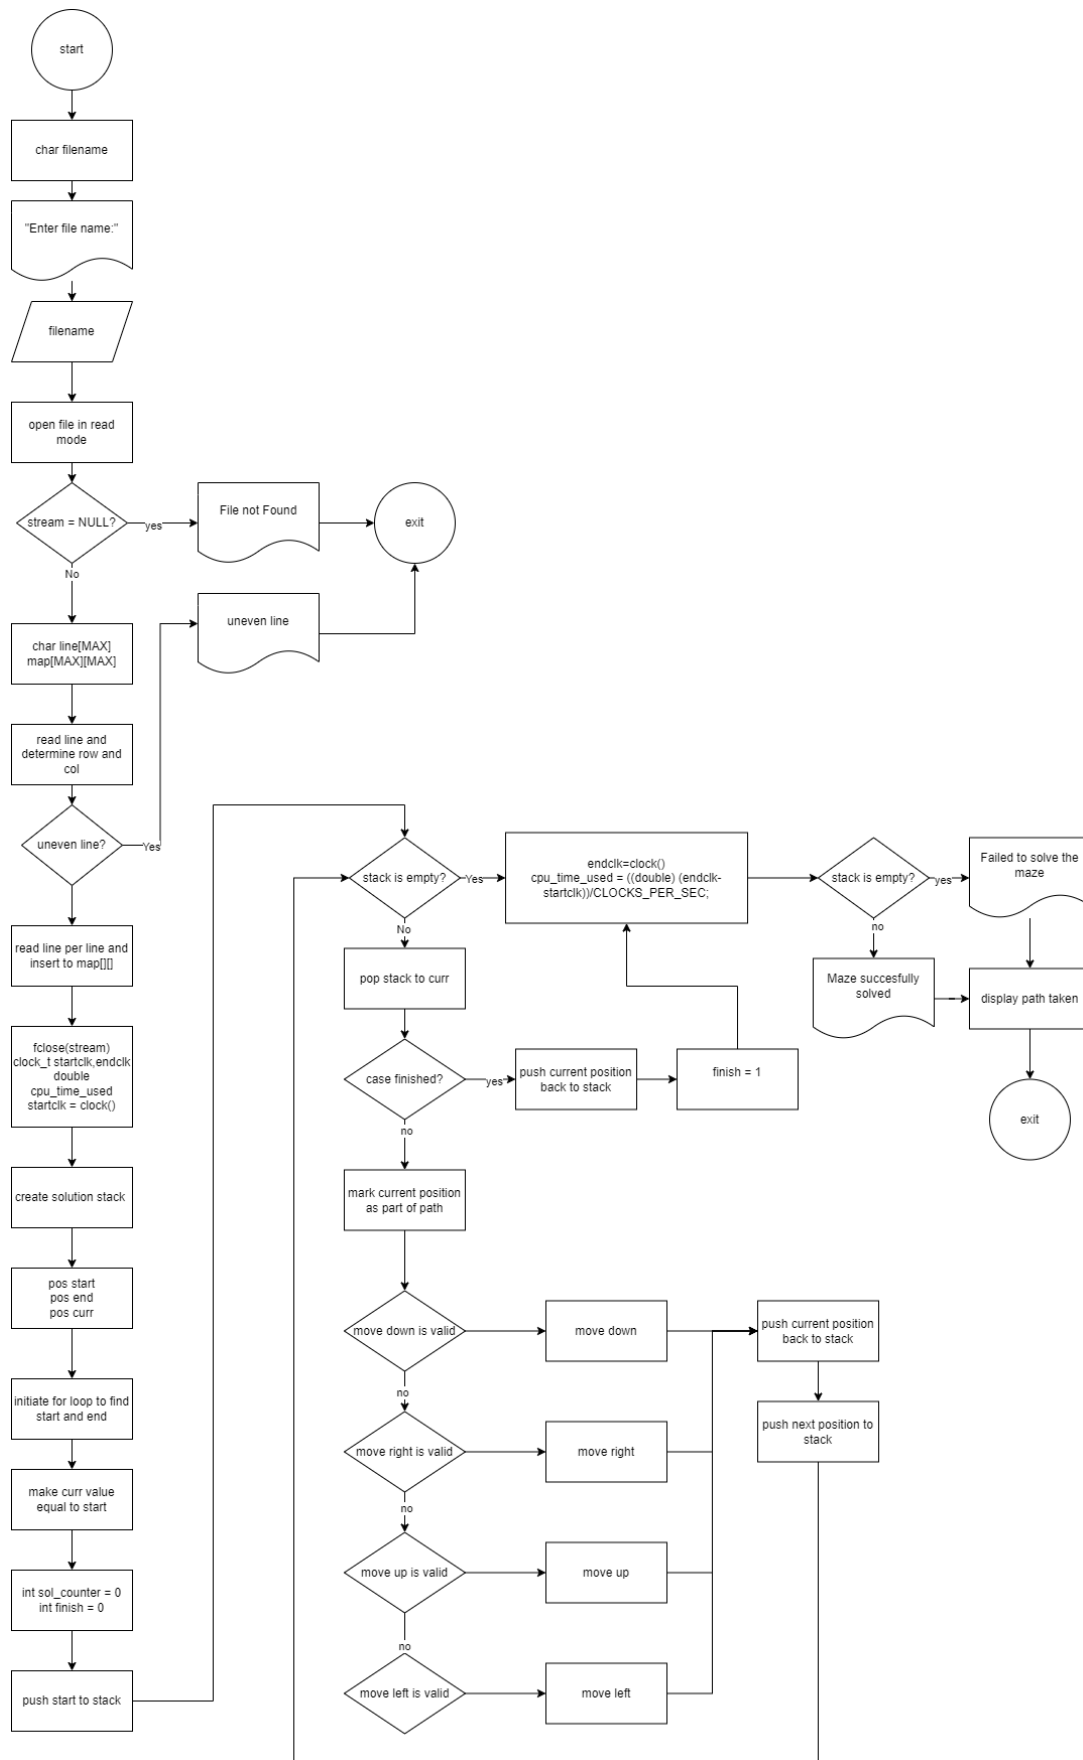 start
char filename
"Enter file name:"
filename
open file in read
mode
stream = NULL?
yes
File not Found
exit
No
uneven line
char line[MAX]
map[MAX][MAX]
read line and
determine row and
col
uneven line?
Yes
read line per line and
insert to map[][]
fclose(stream)
clock_t startclk,endclk
double
cpu_time_used
startclk = clock()
create solution stack
pos start
pos end
pos curr
initiate for loop to find
start and end
make curr value
equal to start
int sol_counter = 0
int finish = 0
push start to stack
stack is empty?
Yes
endclk=clock()
cpu_time_used = ((double) (endclk-
startclk))/CLOCKS_PER_SEC;
stack is empty?
yes
Failed to solve the
maze
no
Maze succesfully
solved
display path taken
exit
No
pop stack to curr
case finished?
yes
push current position
back to stack
finish = 1
no
mark current position
as part of path
move down is valid
move down
push current position
back to stack
no
push next position to
stack
move right is valid
move right
no
move up is valid
move up
no
move left is valid
move left